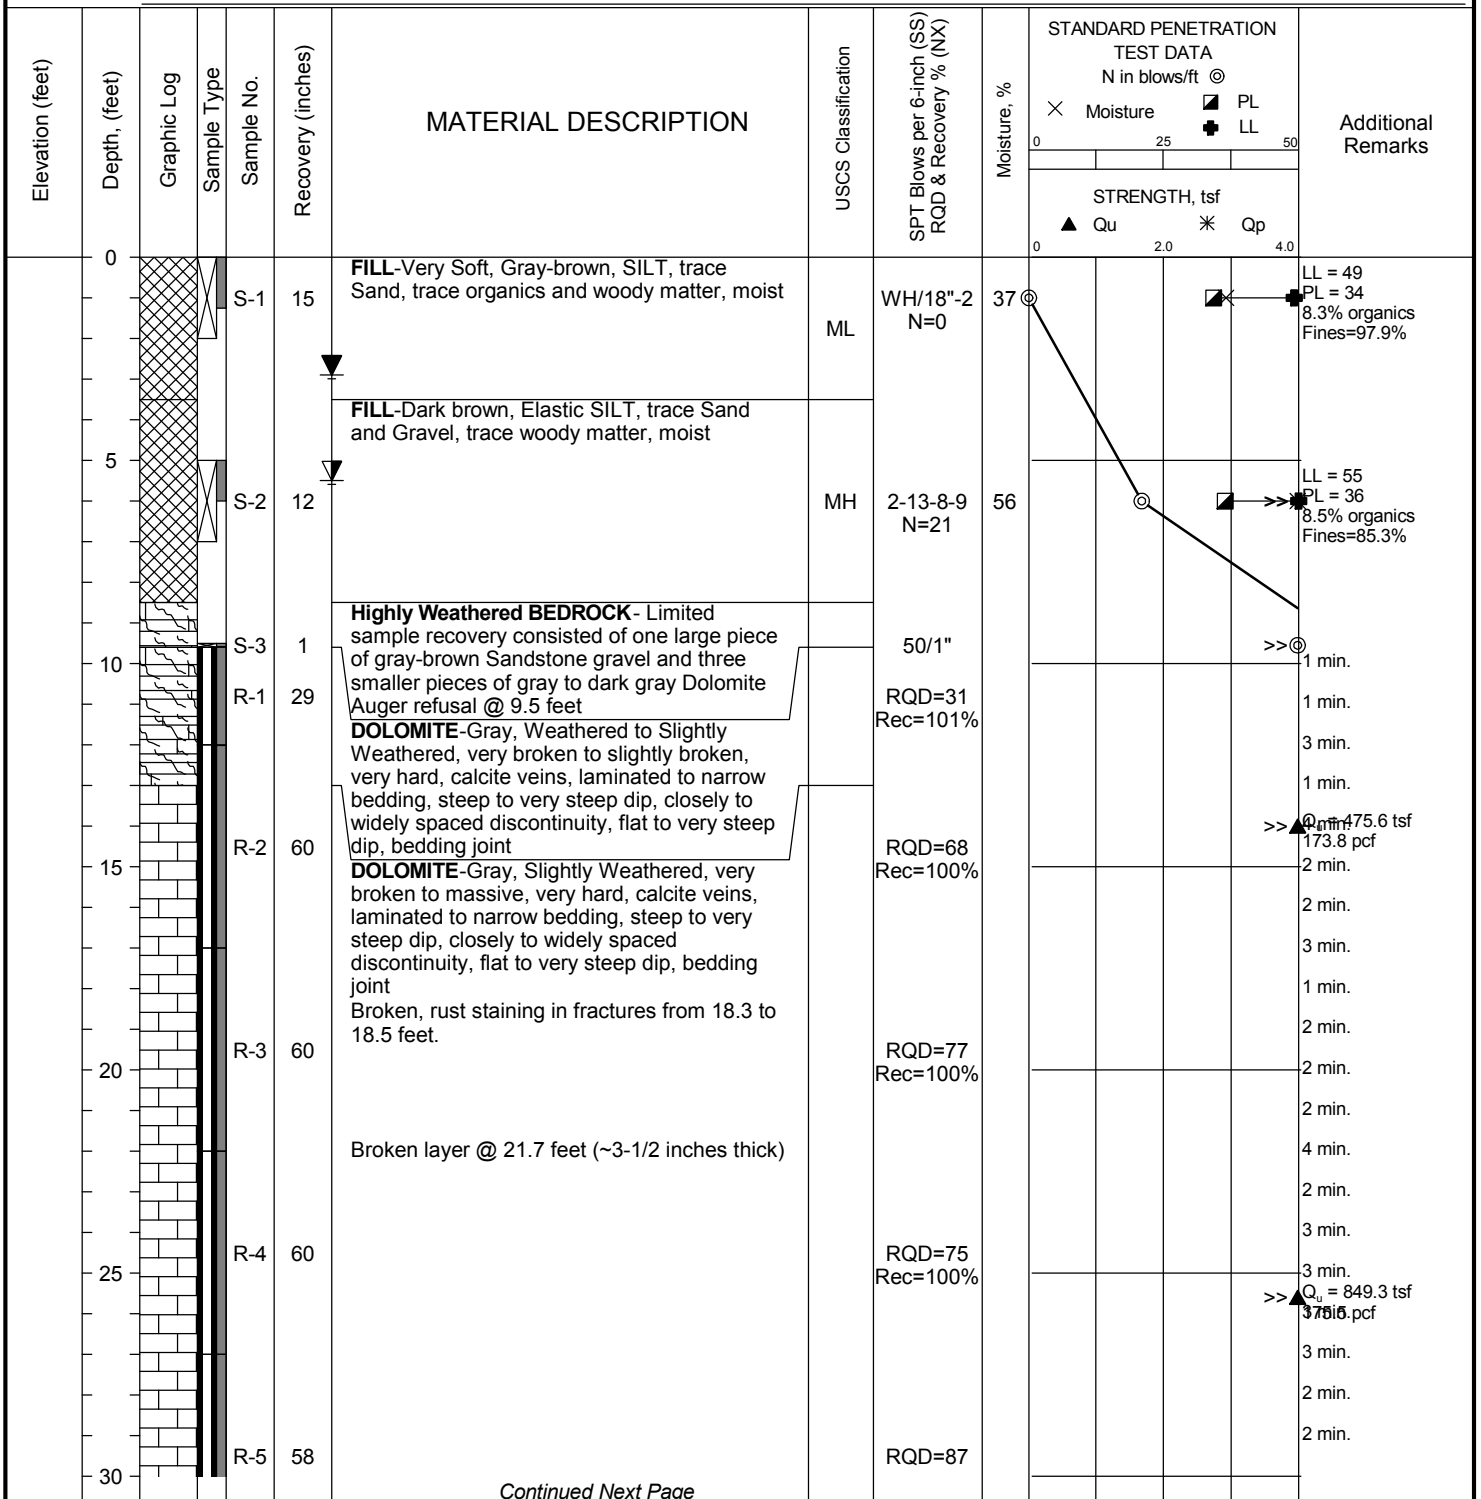 Elevation (feet)
Depth, (feet)
Graphic Log
Sample Type
Sample No.
Recovery (inches)
MATERIAL DESCRIPTION
USCS Classification
SPT Blows per 6-inch (SS)
RQD & Recovery % (NX)
Moisture, %
STANDARD PENETRATION
TEST DATA
N in blows/ft
Moisture
PL
LL
0 25 50
STRENGTH, tsf
Qu Qp
0 2.0 4.0
Additional
Remarks
0
S-1 15
FILL-Very Soft, Gray-brown, SILT, trace
Sand, trace organics and woody matter, moist
ML
WH/18"-2
N=0
37
LL = 49
PL = 34
8.3% organics
Fines=97.9%
FILL-Dark brown, Elastic SILT, trace Sand
and Gravel, trace woody matter, moist
5
S-2 12
MH
2-13-8-9
N=21
56
>>
LL = 55
PL = 36
8.5% organics
Fines=85.3%
Highly Weathered BEDROCK- Limited
sample recovery consisted of one large piece
of gray-brown Sandstone gravel and three
smaller pieces of gray to dark gray Dolomite
Auger refusal @ 9.5 feet
S-3 1
50/1"
>>
10
1 min.
R-1 29
RQD=31
Rec=101%
1 min.
DOLOMITE-Gray, Weathered to Slightly
Weathered, very broken to slightly broken,
very hard, calcite veins, laminated to narrow
bedding, steep to very steep dip, closely to
widely spaced discontinuity, flat to very steep
dip, bedding joint
3 min.
1 min.
>>
4 min.
Qu = 475.6 tsf
173.8 pcf
R-2 60
RQD=68
Rec=100%
15
2 min.
DOLOMITE-Gray, Slightly Weathered, very
broken to massive, very hard, calcite veins,
laminated to narrow bedding, steep to very
steep dip, closely to widely spaced
discontinuity, flat to very steep dip, bedding
joint
2 min.
3 min.
1 min.
Broken, rust staining in fractures from 18.3 to
18.5 feet.
2 min.
R-3 60
RQD=77
Rec=100%
20
2 min.
2 min.
Broken layer @ 21.7 feet (~3-1/2 inches thick)
4 min.
2 min.
3 min.
R-4 60
RQD=75
Rec=100%
25
3 min.
>>
Qu = 849.3 tsf
3 min.
pcf
3 min.
2 min.
2 min.
R-5 58
RQD=87
30
Continued Next Page